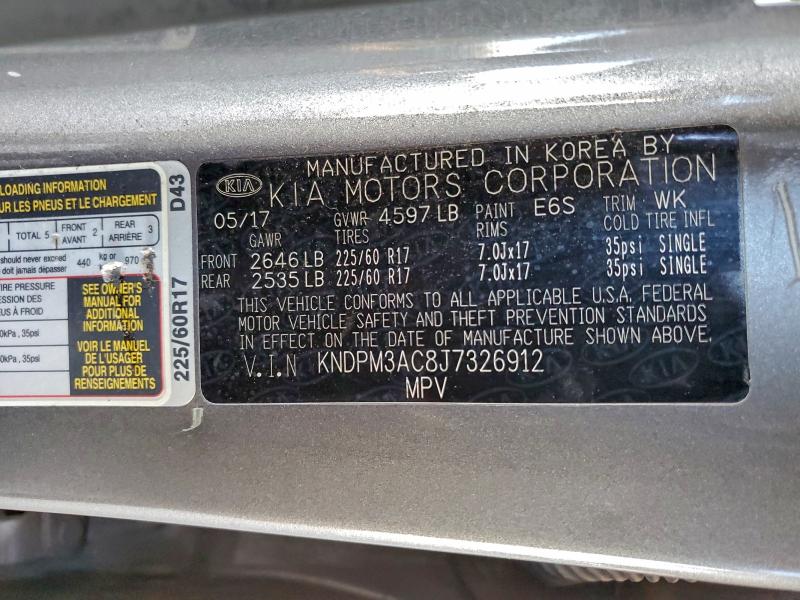 LOADING INFORMATION
UR LES PNEUS ET LE CHARGEMENT
TOTAL 5 FRONT AVANT 2 REAR ARRIÈRE 3
should never exceed 440 kg or 970
doit jamais dépasser
TIRE PRESSURE
ESSION DES
EUS À FROID
0kPa, 35psi
0kPa, 35psi
SEE OWNER'S
MANUAL FOR
ADDITIONAL
INFORMATION
VOIR LE MANUEL
DE L'USAGER
POUR PLUS DE
RENSEIGNEMENTS
225/60R17 D43
MANUFACTURED IN KOREA BY
KIA KIA MOTORS CORPORATION
05/17 GVWR 4597 LB PAINT E6S TRIM WK
GAWR TIRES RIMS COLD TIRE INFL
FRONT 2646 LB 225/60 R17 7.0Jx17 35psi SINGLE
REAR 2535 LB 225/60 R17 7.0Jx17 35psi SINGLE
THIS VEHICLE CONFORMS TO ALL APPLICABLE U.S.A. FEDERAL
MOTOR VEHICLE SAFETY AND THEFT PREVENTION STANDARDS
IN EFFECT ON THE DATE OF MANUFACTURE SHOWN ABOVE.
V.I.N KNDPM3AC8J7326912
MPV